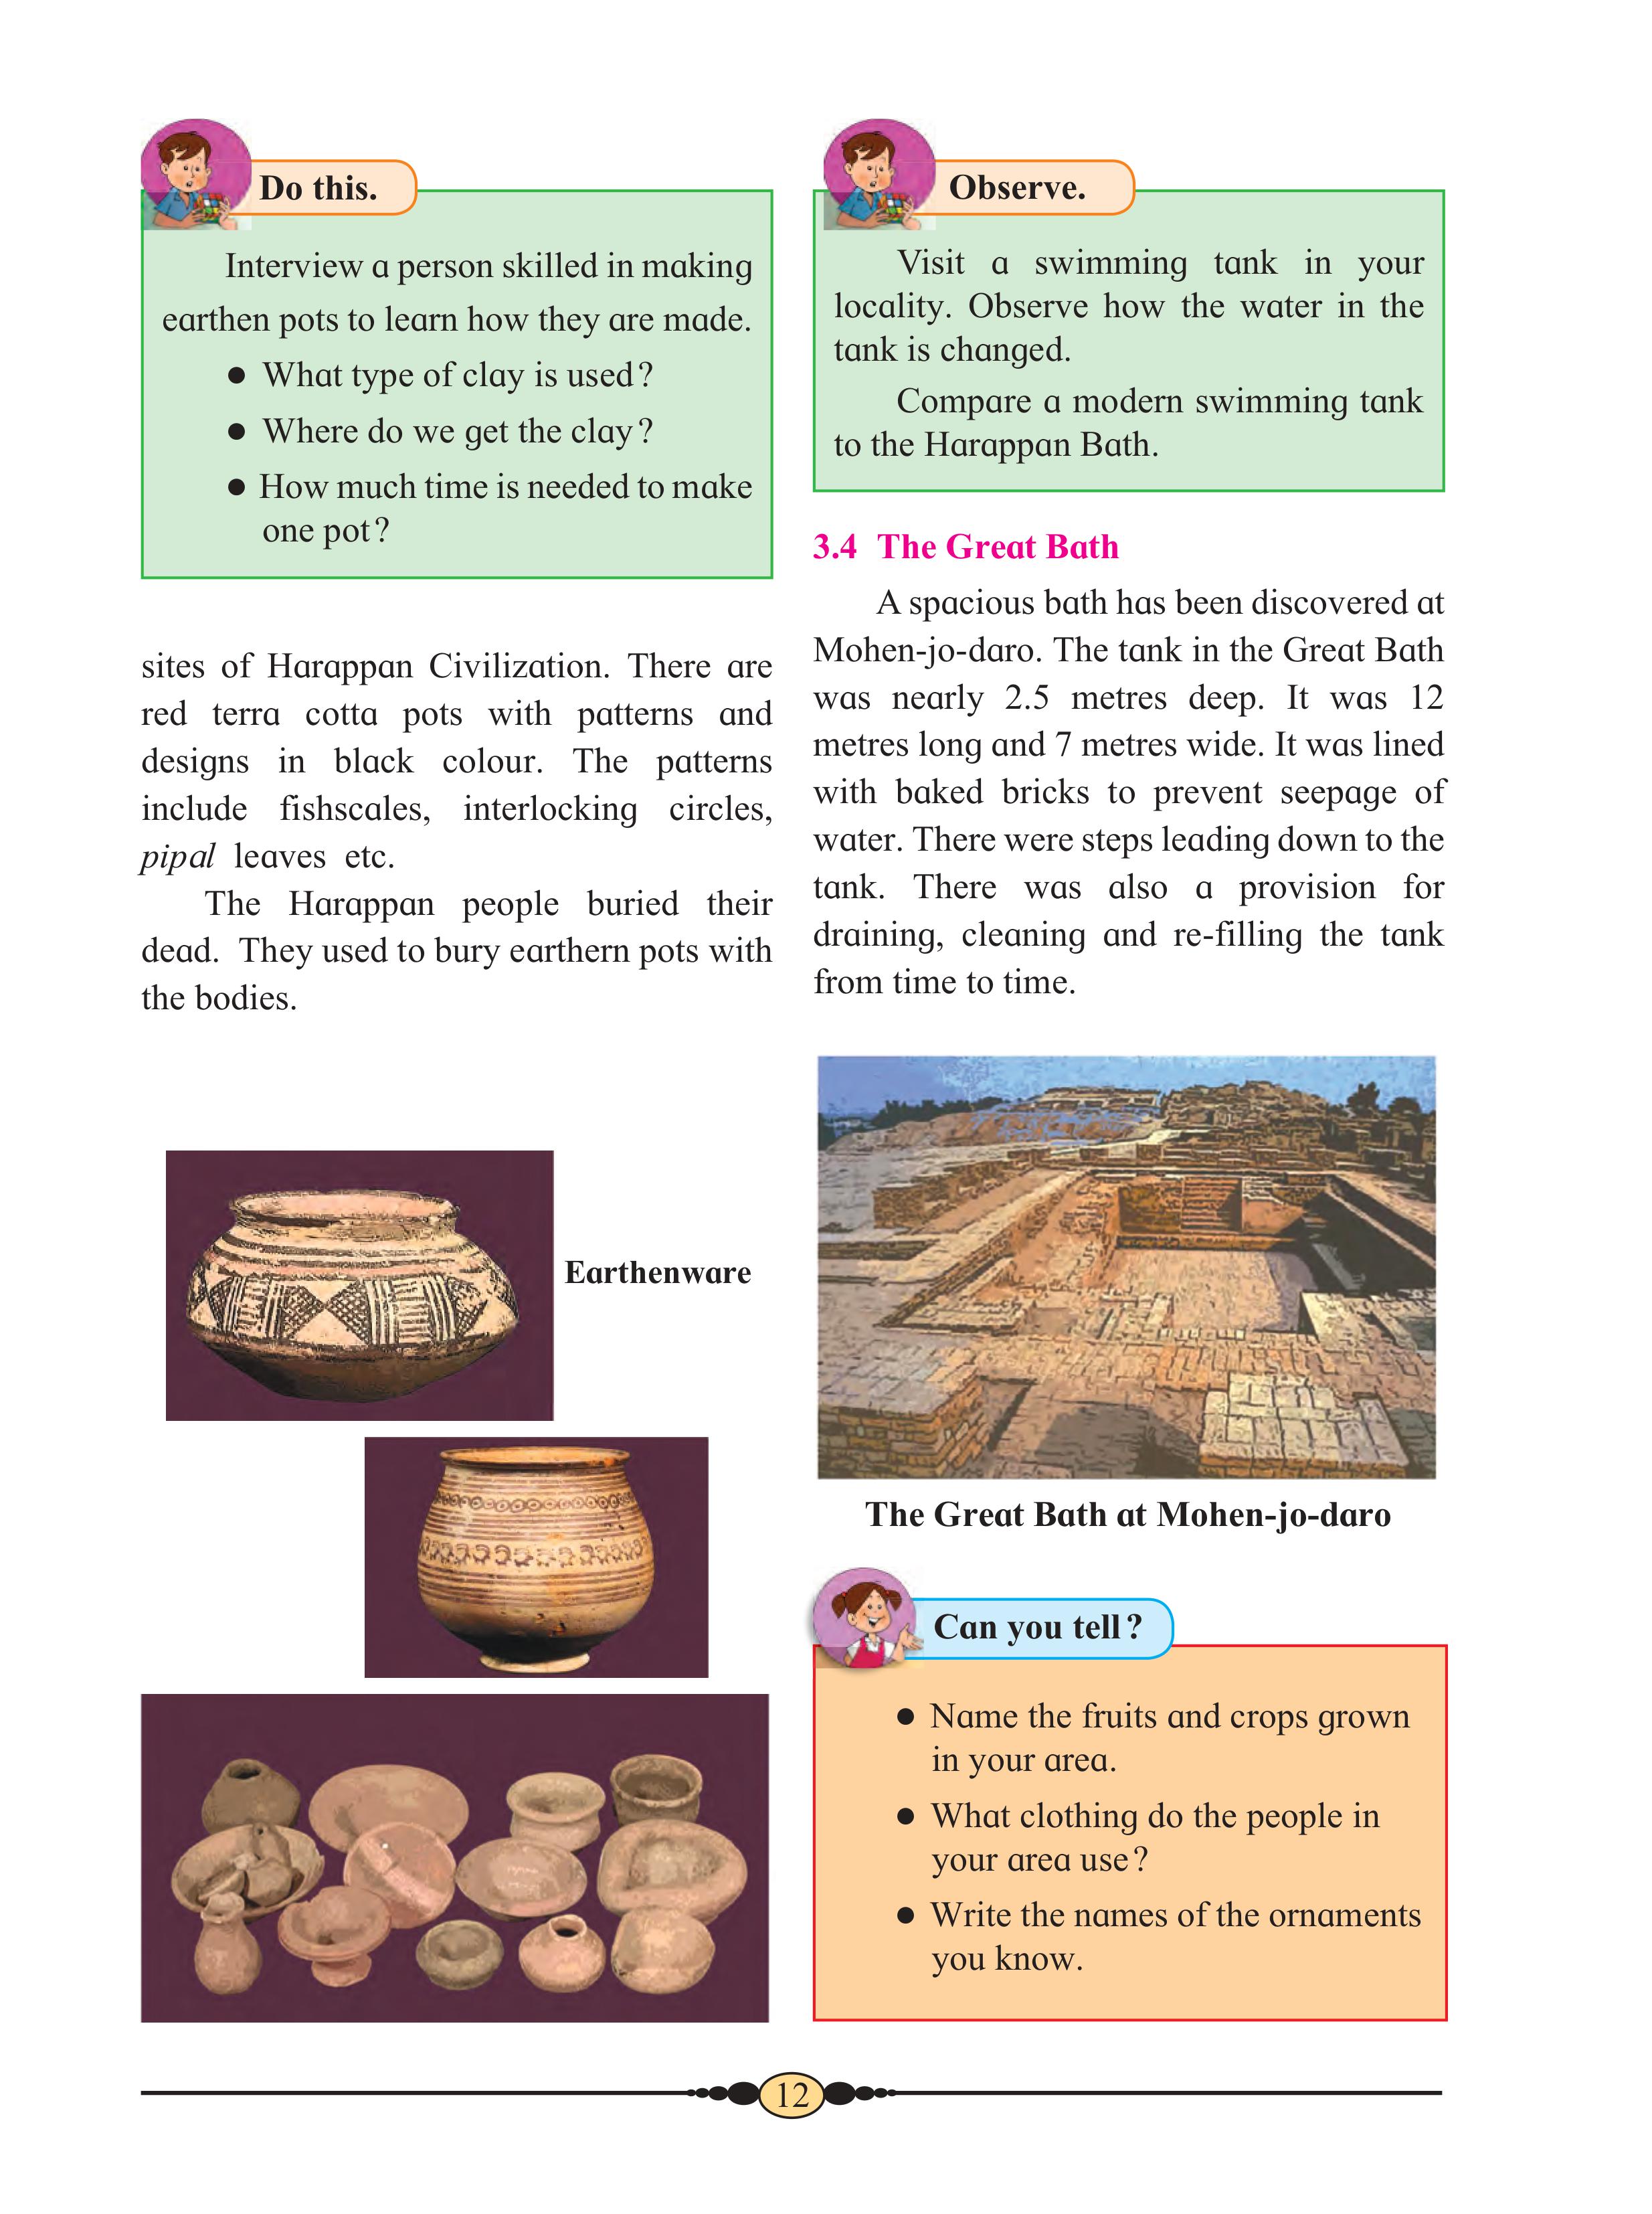 Do this.
Interview a person skilled in making
earthen pots to learn how they are made.
● What type of clay is used?
● Where do we get the clay?
● How much time is needed to make
one pot?
sites of Harappan Civilization. There are
red terra cotta pots with patterns and
designs in black colour. The patterns
include fishscales, interlocking circles,
pipal leaves etc.
The Harappan people buried their
dead. They used to bury earthern pots with
the bodies.
Earthenware
Observe.
Visit a swimming tank in your
locality. Observe how the water in the
tank is changed.
Compare a modern swimming tank
to the Harappan Bath.
3.4 The Great Bath
A spacious bath has been discovered at
Mohen-jo-daro. The tank in the Great Bath
was nearly 2.5 metres deep. It was 12
metres long and 7 metres wide. It was lined
with baked bricks to prevent seepage of
water. There were steps leading down to the
tank. There was also a provision for
draining, cleaning and re-filling the tank
from time to time.
The Great Bath at Mohen-jo-daro
Can you tell?
● Name the fruits and crops grown
in your area.
● What clothing do the people in
your area use?
● Write the names of the ornaments
you know.
12